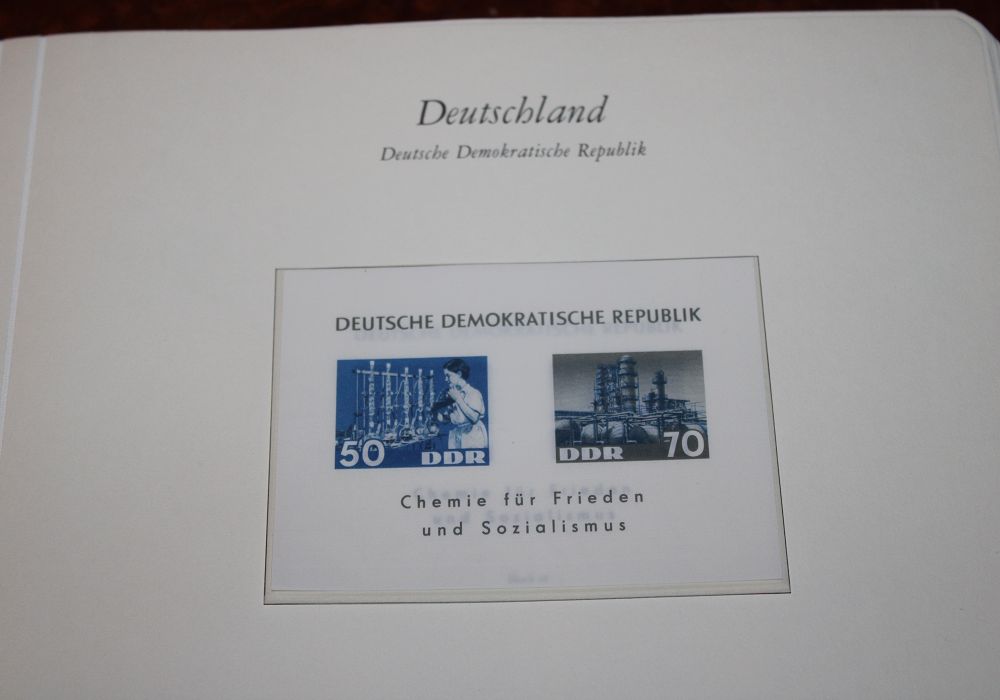 Deutschland
Deutsche Demokratische Republik
DEUTSCHE DEMOKRATISCHE REPUBLIK
50 DDR
DDR 70
Chemie für Frieden
und Sozialismus